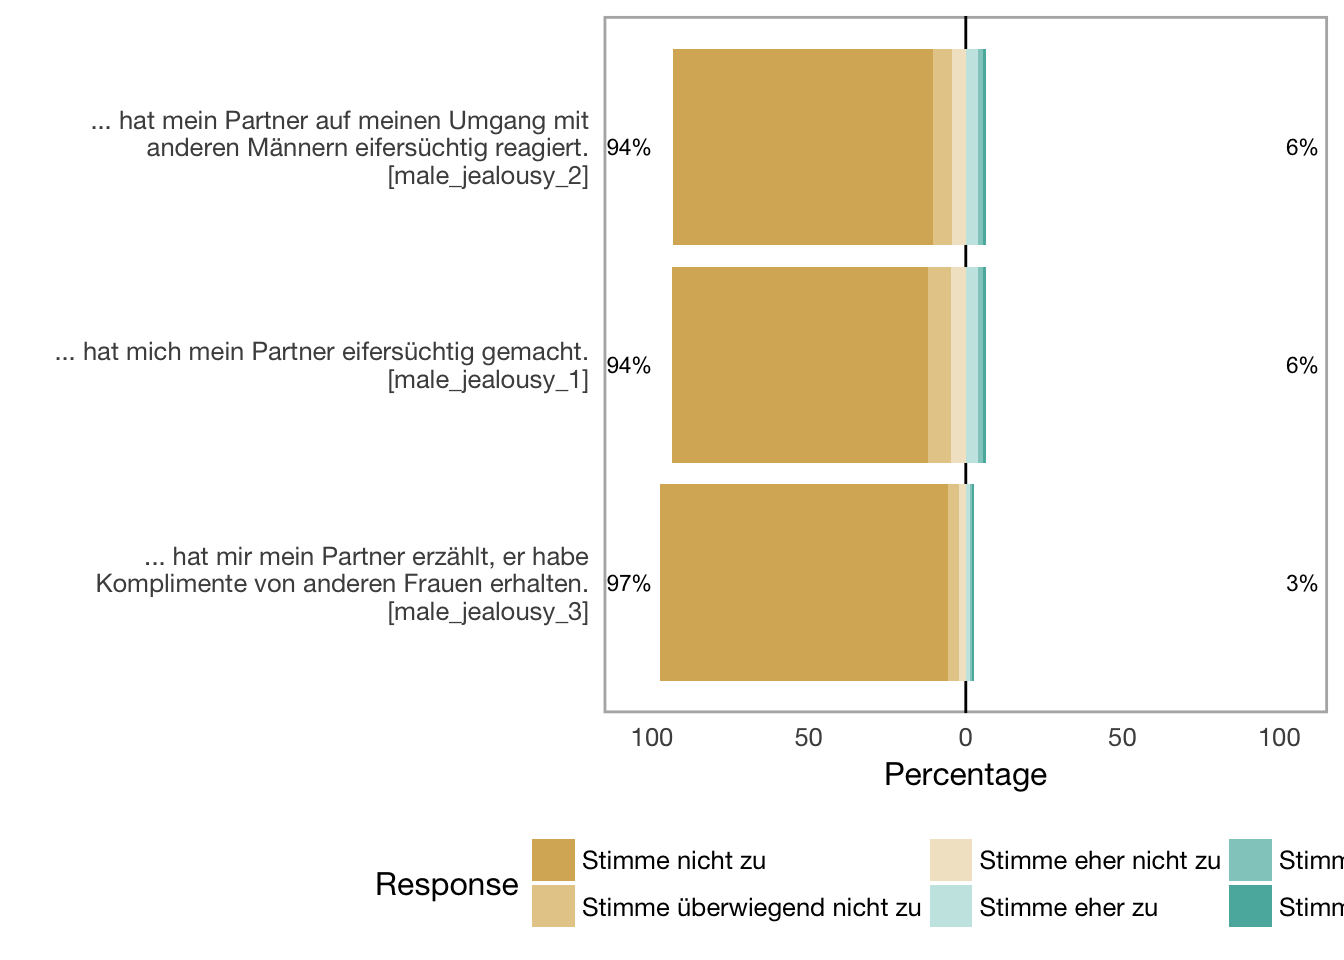 ... hat mein Partner auf meinen Umgang mit
anderen Männern eifersüchtig reagiert.
[male_jealousy_2]
94%
6%
... hat mich mein Partner eifersüchtig gemacht.
[male_jealousy_1]
94%
6%
... hat mir mein Partner erzählt, er habe
Komplimente von anderen Frauen erhalten.
[male_jealousy_3]
97%
3%
100 50 0 50 100
Percentage
Response
Stimme nicht zu
Stimme überwiegend nicht zu
Stimme eher nicht zu
Stimme eher zu